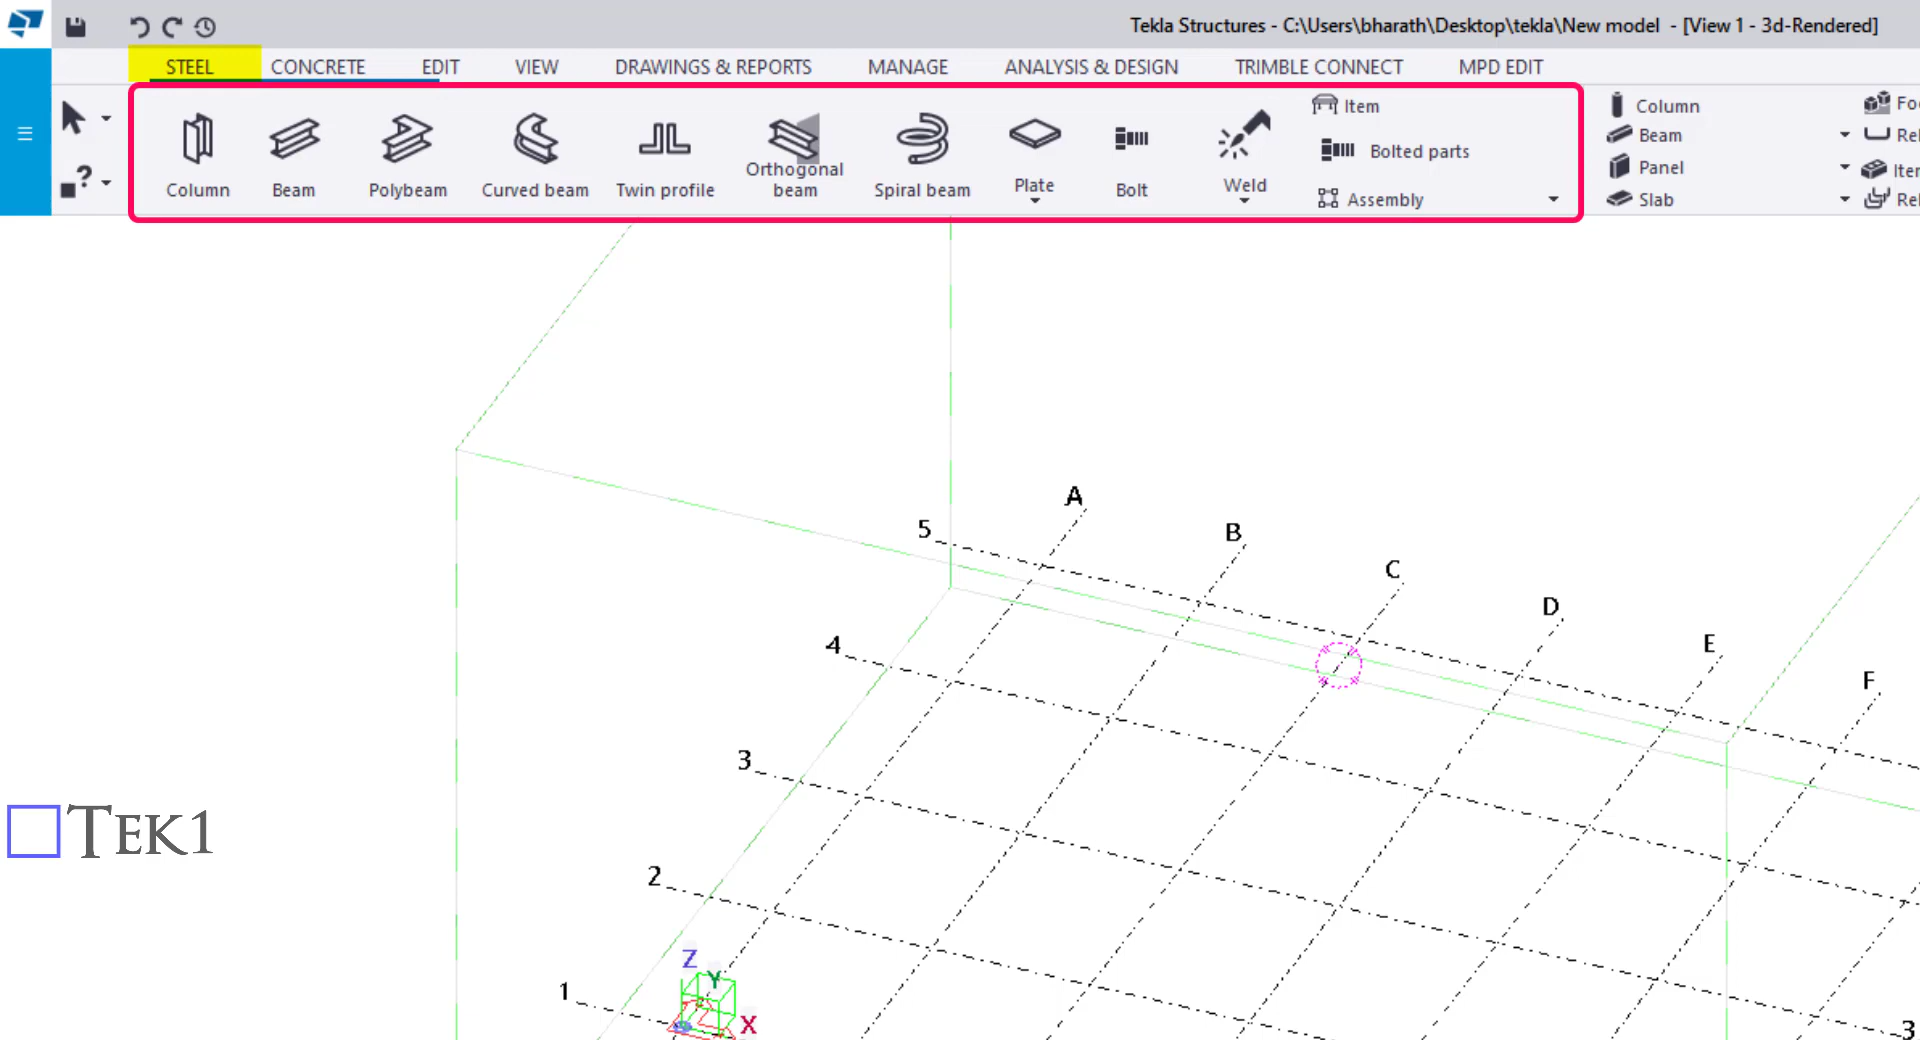 Tekla Structures - C:\Users\bharath\Desktop\tekla\New model - [View 1 - 3d-Rendered]
STEEL CONCRETE EDIT VIEW DRAWINGS & REPORTS MANAGE ANALYSIS & DESIGN TRIMBLE CONNECT MPD EDIT
Column
Beam
Polybeam
Curved beam
Twin profile
Orthogonal
beam
Spiral beam
Plate
Bolt
Weld
Item
Bolted parts
Assembly
Column
Beam
Panel
Slab
A
B
C
D
E
F
5
4
3
2
1
3
Z
Y
X
TEK1